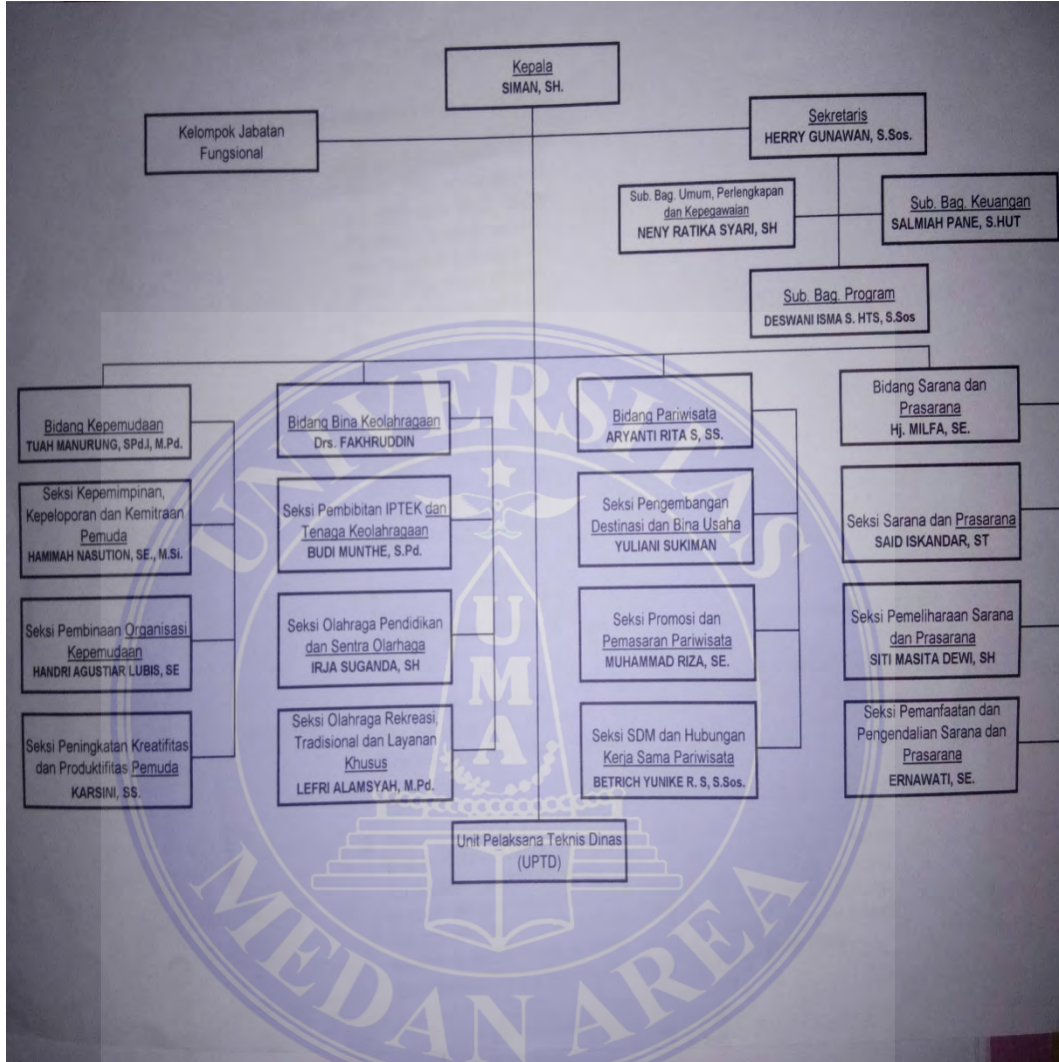 Kepala
SIMAN, SH.
Kelompok Jabatan
Fungsional
Sekretaris
HERRY GUNAWAN, S.Sos.
Sub. Bag. Umum, Perlengkapan
dan Kepegawaian
NENY RATIKA SYARI, SH
Sub. Bag. Keuangan
SALMIAH PANE, S.HUT
Sub. Bag. Program
DESWANI ISMA S. HTS, S.Sos
Bidang Kepemudaan
TUAH MANURUNG, SPd.I, M.Pd.
Seksi Kepemimpinan,
Kepeloporan dan Kemitraan
Pemuda
HAMIMAH NASUTION, SE., M.Si.
Seksi Pembinaan Organisasi
Kepemudaan
HANDRI AGUSTIAR LUBIS, SE
Seksi Peningkatan Kreatifitas
dan Produktifitas Pemuda
KARSINI, SS.
Bidang Bina Keolahragaan
Drs. FAKHRUDDIN
Seksi Pembibitan IPTEK dan
Tenaga Keolahragaan
BUDI MUNTHE, S.Pd.
Seksi Olahraga Pendidikan
dan Sentra Olarhaga
IRJA SUGANDA, SH
Seksi Olahraga Rekreasi,
Tradisional dan Layanan
Khusus
LEFRI ALAMSYAH, M.Pd.
Bidang Pariwisata
ARYANTI RITA S, SS.
Seksi Pengembangan
Destinasi dan Bina Usaha
YULIANI SUKIMAN
Seksi Promosi dan
Pemasaran Pariwisata
MUHAMMAD RIZA, SE.
Seksi SDM dan Hubungan
Kerja Sama Pariwisata
BETRICH YUNIKE R. S, S.Sos.
Bidang Sarana dan
Prasarana
Hj. MILFA, SE.
Seksi Sarana dan Prasarana
SAID ISKANDAR, ST
Seksi Pemeliharaan Sarana
dan Prasarana
SITI MASITA DEWI, SH
Seksi Pemanfaatan dan
Pengendalian Sarana dan
Prasarana
ERNAWATI, SE.
Unit Pelaksana Teknis Dinas
(UPTD)
UNIVERSITAS
UMA
MEDAN AREA